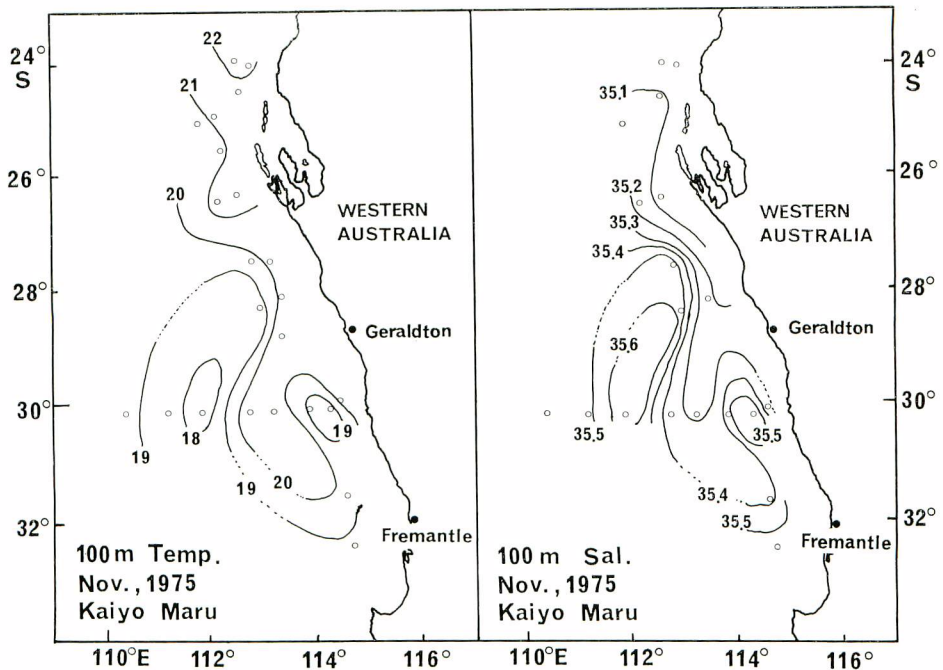 24°
S
26°
28°
30°
32°
22
21
20
19
18
19
20
19
WESTERN
AUSTRALIA
Geraldton
Fremantle
100 m Temp.
Nov., 1975
Kaiyo Maru
110°E 112° 114° 116°
35.1
35.2
35.3
35.4
35.6
35.5
35.5
35.4
35.5
WESTERN
AUSTRALIA
Geraldton
Fremantle
100 m Sal.
Nov., 1975
Kaiyo Maru
110°E 112° 114° 116°
24°
S
26°
28°
30°
32°